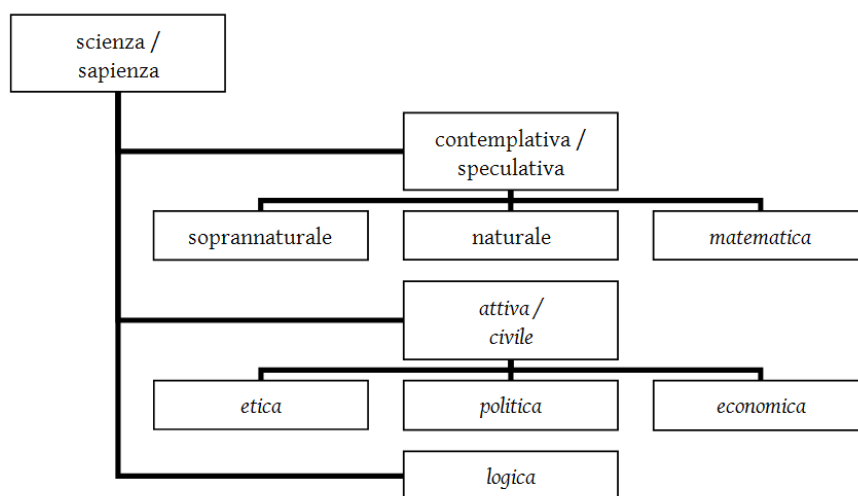 scienza /
sapienza
contemplativa /
speculativa
soprannaturale
naturale
matematica
attiva /
civile
etica
politica
economica
logica